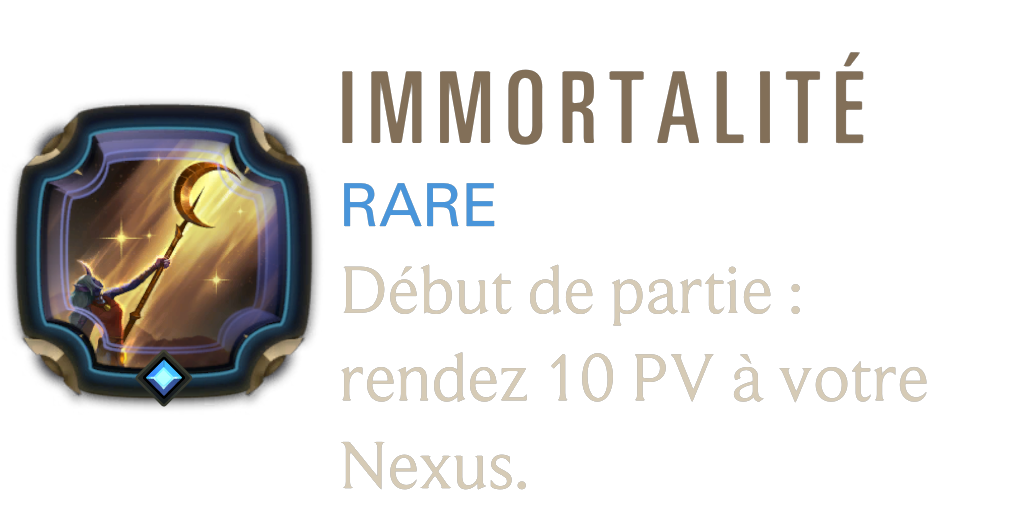 IMMORTALITÉ
RARE
Début de partie :
rendez 10 PV à votre
Nexus.